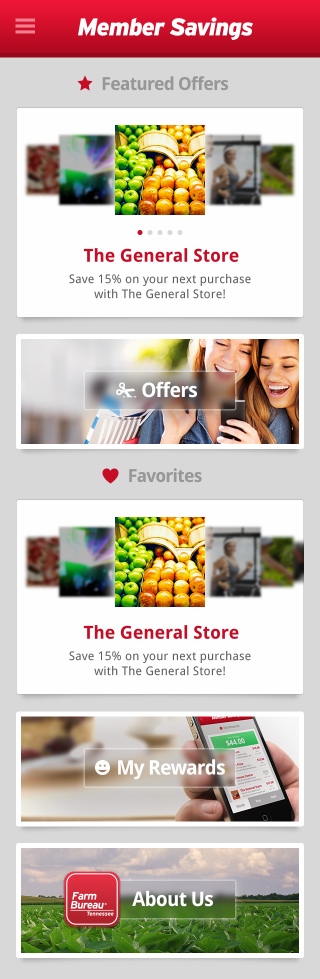 Member Savings
Featured Offers
The General Store
Save 15% on your next purchase
with The General Store!
Offers
Favorites
The General Store
Save 15% on your next purchase
with The General Store!
My Rewards
$44.00
Farm
Bureau
Tennessee
About Us